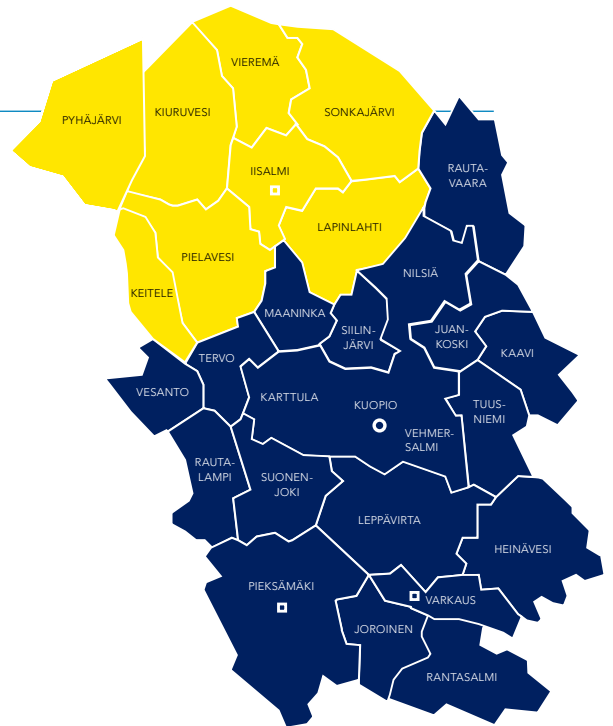 VIEREMÄ
PYHÄJÄRVI
KIURUVESI
SONKAJÄRVI
IISALMI
RAUTA-
VAARA
LAPINLAHTI
PIELAVESI
NILSIÄ
KEITELE
MAANINKA
SIILIN-
JÄRVI
JUAN-
KOSKI
TERVO
KAAVI
VESANTO
KARTTULA
KUOPIO
TUUS-
NIEMI
VEHMER-
SALMI
RAUTA-
LAMPI
SUONEN-
JOKI
LEPPÄVIRTA
HEINÄVESI
PIEKSÄMÄKI
VARKAUS
JOROINEN
RANTASALMI